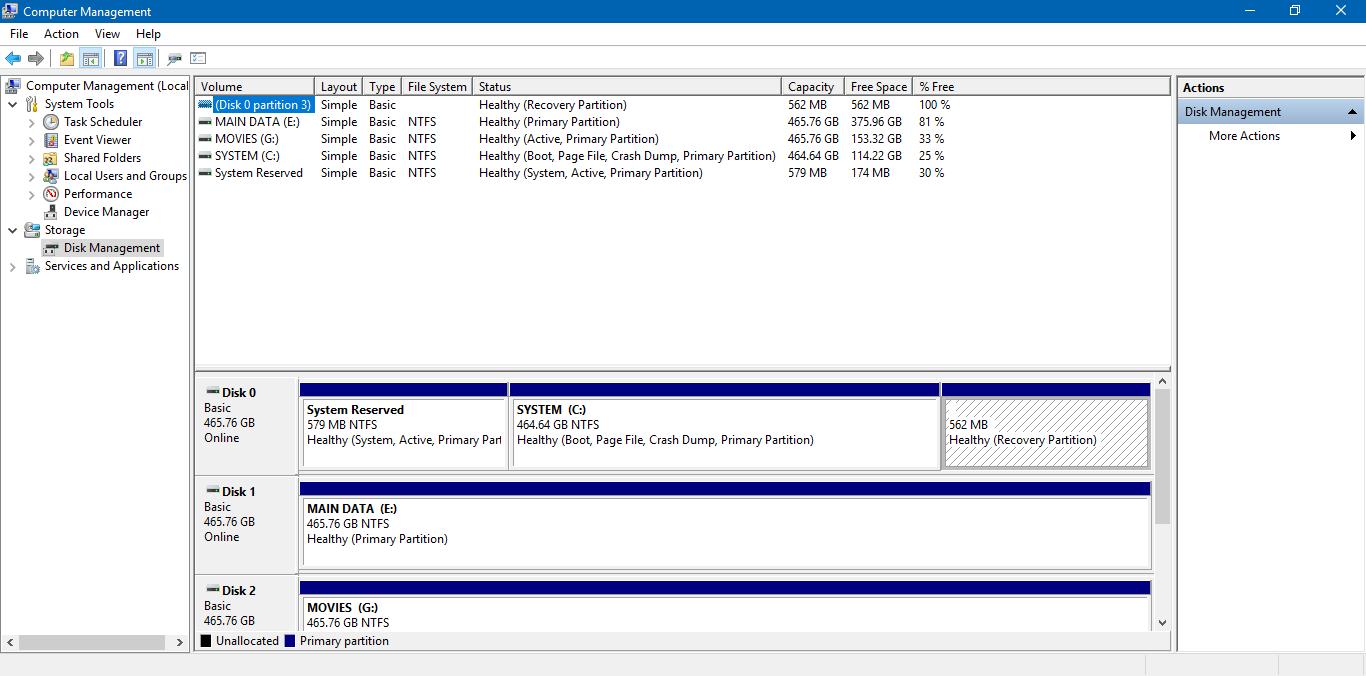 Computer Management
File Action View Help
Computer Management (Local
System Tools
Task Scheduler
Event Viewer
Shared Folders
Local Users and Groups
Performance
Device Manager
Storage
Disk Management
Services and Applications
Volume Layout Type File System Status Capacity Free Space % Free
(Disk 0 partition 3) Simple Basic Healthy (Recovery Partition) 562 MB 562 MB 100 %
MAIN DATA (E:) Simple Basic NTFS Healthy (Primary Partition) 465.76 GB 375.96 GB 81 %
MOVIES (G:) Simple Basic NTFS Healthy (Active, Primary Partition) 465.76 GB 153.32 GB 33 %
SYSTEM (C:) Simple Basic NTFS Healthy (Boot, Page File, Crash Dump, Primary Partition) 464.64 GB 114.22 GB 25 %
System Reserved Simple Basic NTFS Healthy (System, Active, Primary Partition) 579 MB 174 MB 30 %
Disk 0
Basic
465.76 GB
Online
System Reserved
579 MB NTFS
Healthy (System, Active, Primary Part
SYSTEM (C:)
464.64 GB NTFS
Healthy (Boot, Page File, Crash Dump, Primary Partition)
562 MB
Healthy (Recovery Partition)
Disk 1
Basic
465.76 GB
Online
MAIN DATA (E:)
465.76 GB NTFS
Healthy (Primary Partition)
Disk 2
Basic
465.76 GB
MOVIES (G:)
465.76 GB NTFS
Unallocated Primary partition
Actions
Disk Management
More Actions